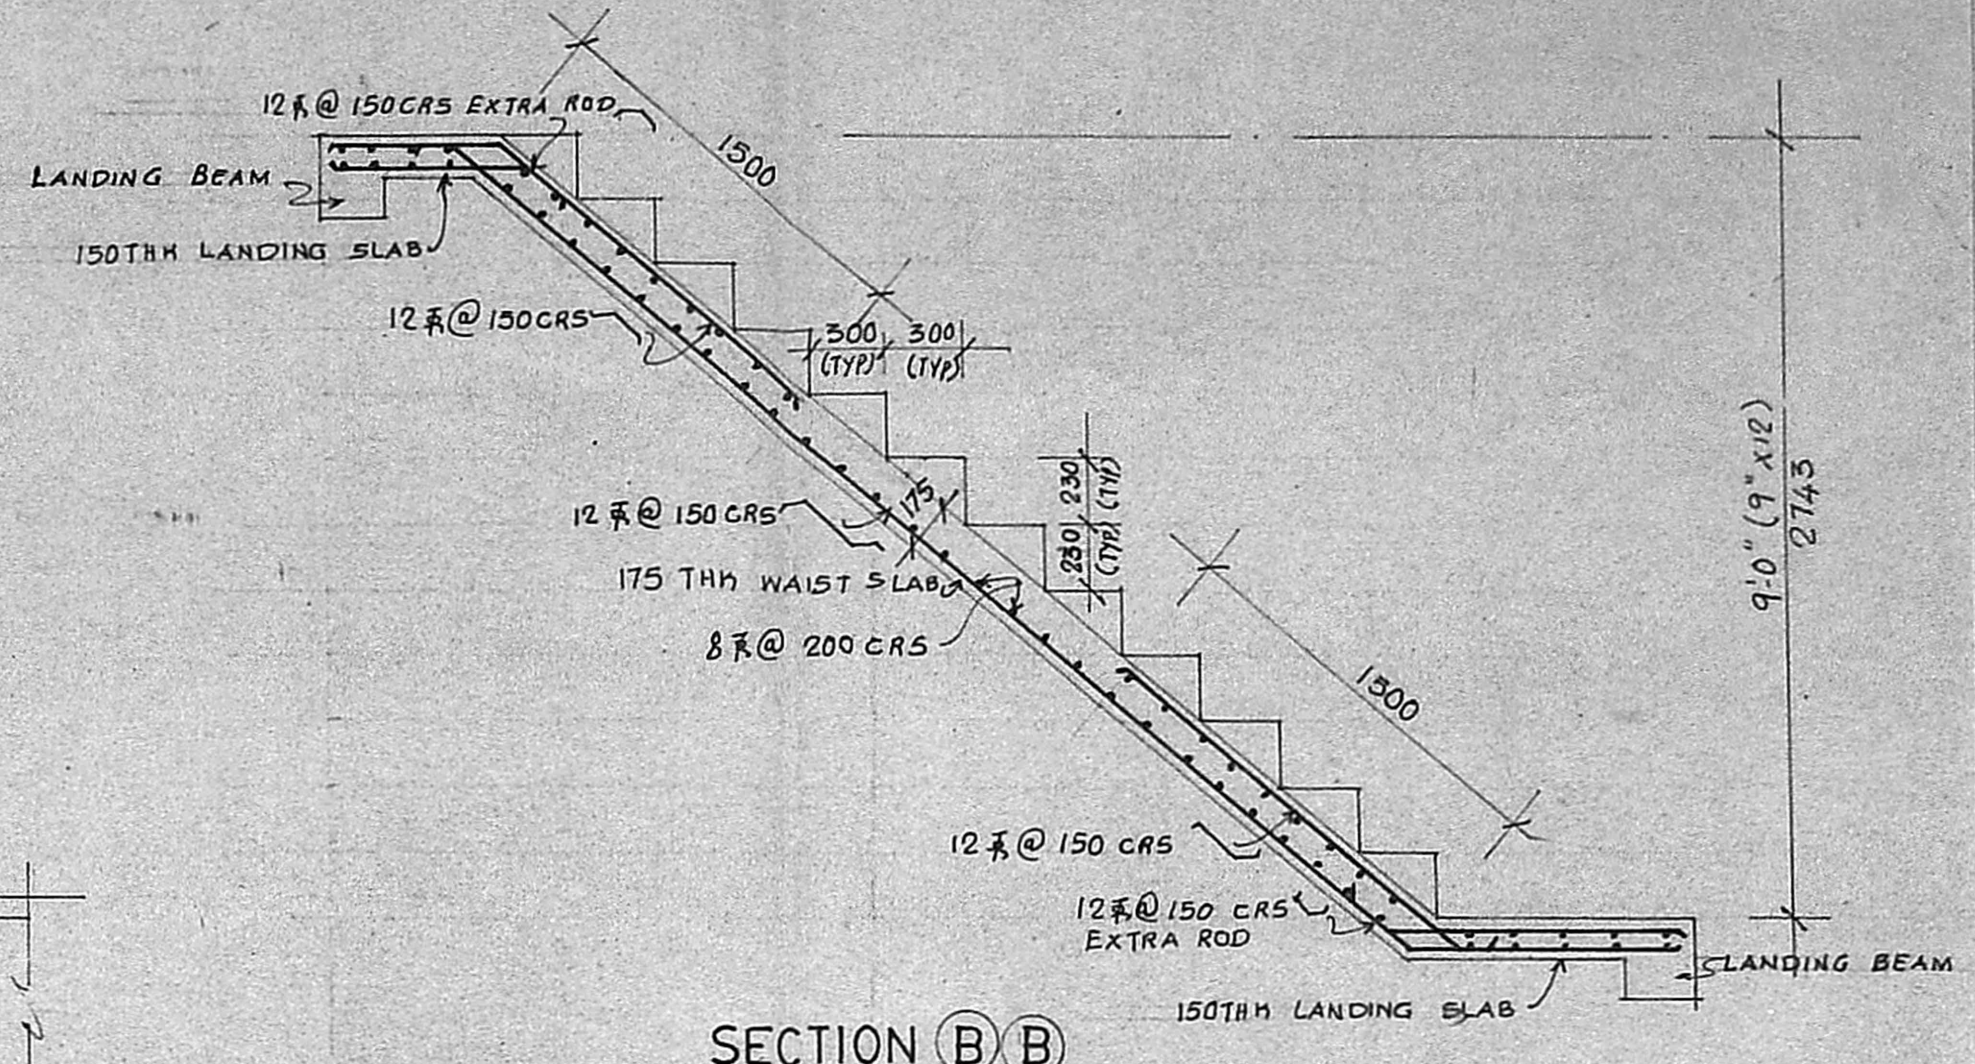 12 Ŧ @ 150 CRS EXTRA ROD
LANDING BEAM
150 THK LANDING SLAB
1500
12 Ŧ @ 150 CRS
300 300
(TYP) (TYP)
230 (TYP)
230 (TYP)
9'-0" (9" x 12)
2743
12 Ŧ @ 150 CRS
175
175 THK WAIST SLAB
8 Ŧ @ 200 CRS
1500
12 Ŧ @ 150 CRS
12 Ŧ @ 150 CRS
EXTRA ROD
LANDING BEAM
150 THK LANDING SLAB
SECTION B B